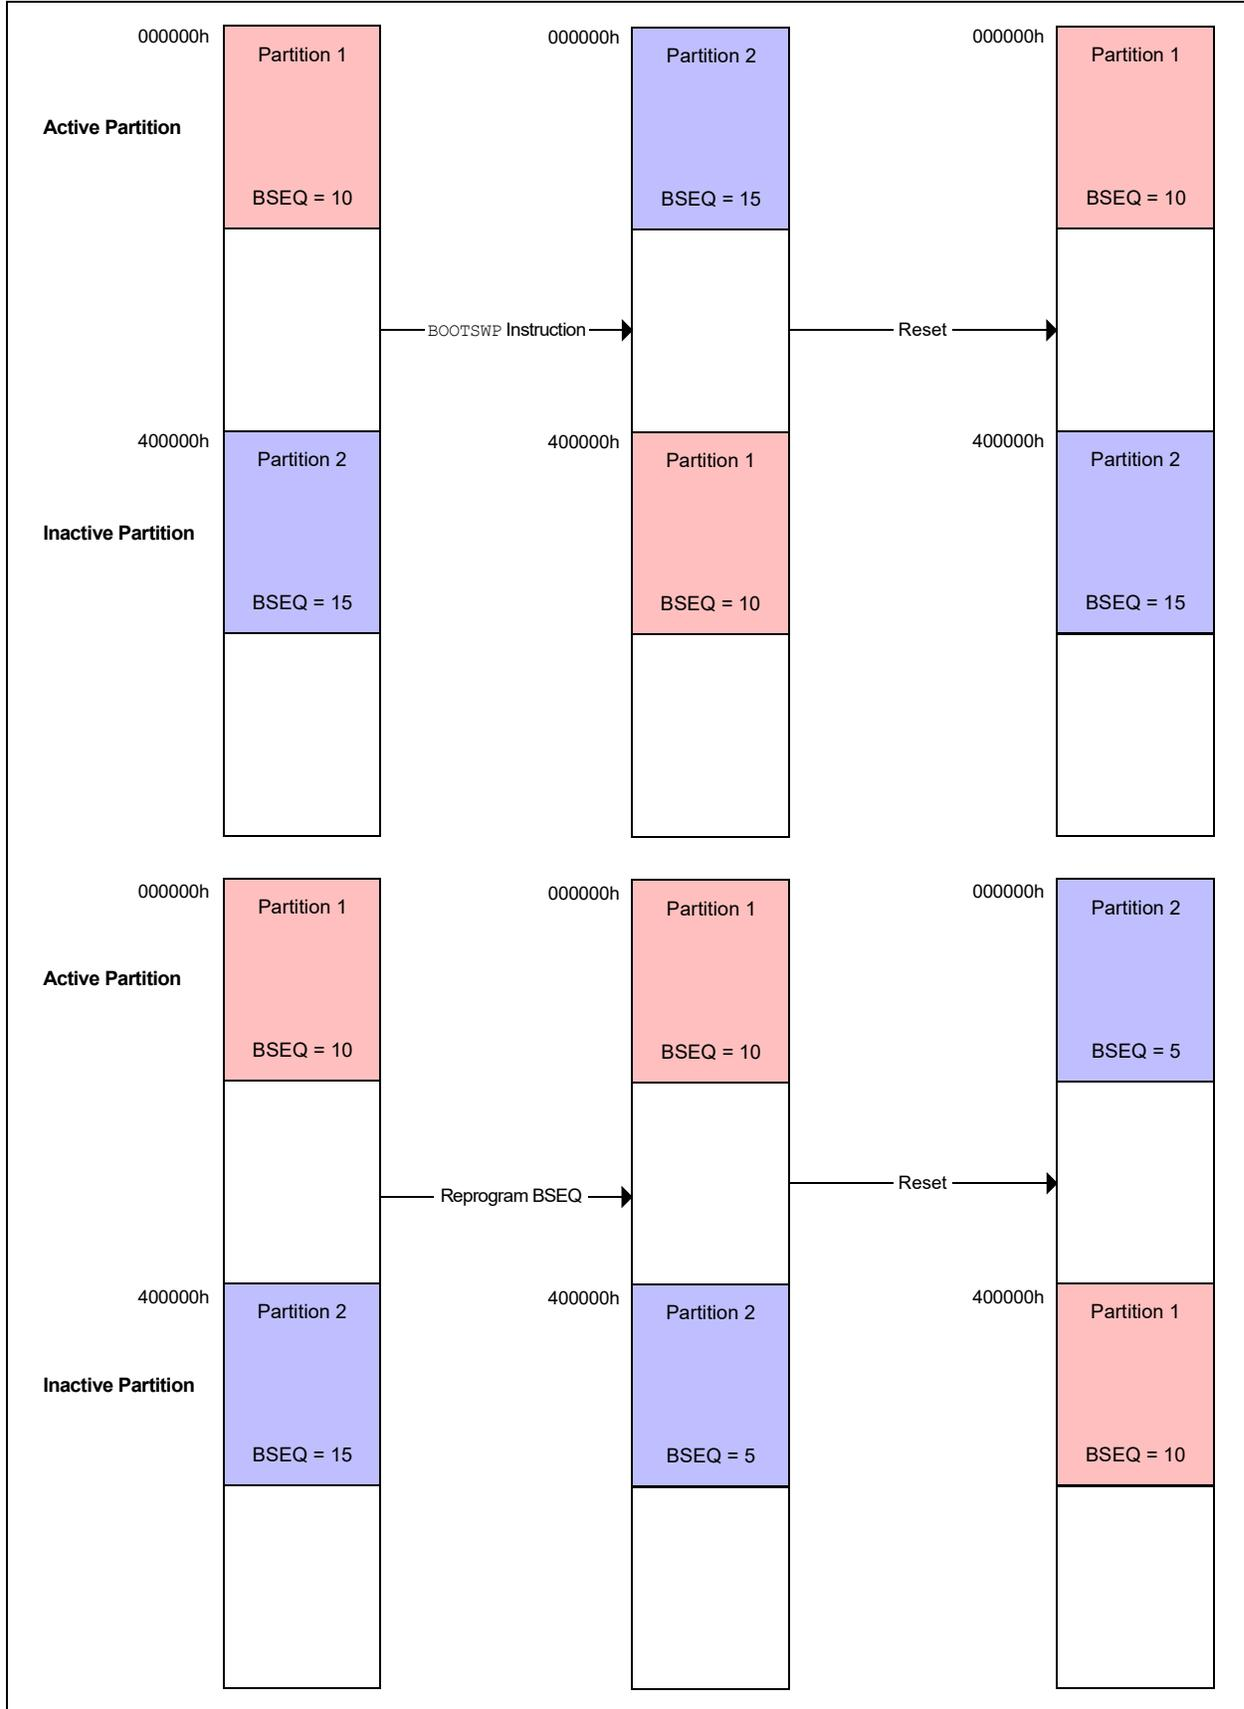 000000h
Partition 1
000000h
Partition 2
000000h
Partition 1
Active Partition
BSEQ = 10
BSEQ = 15
BSEQ = 10
BOOTSWP Instruction
Reset
400000h
Partition 2
400000h
Partition 1
400000h
Partition 2
Inactive Partition
BSEQ = 15
BSEQ = 10
BSEQ = 15
000000h
Partition 1
000000h
Partition 1
000000h
Partition 2
Active Partition
BSEQ = 10
BSEQ = 10
BSEQ = 5
Reprogram BSEQ
Reset
400000h
Partition 2
400000h
Partition 2
400000h
Partition 1
Inactive Partition
BSEQ = 15
BSEQ = 5
BSEQ = 10